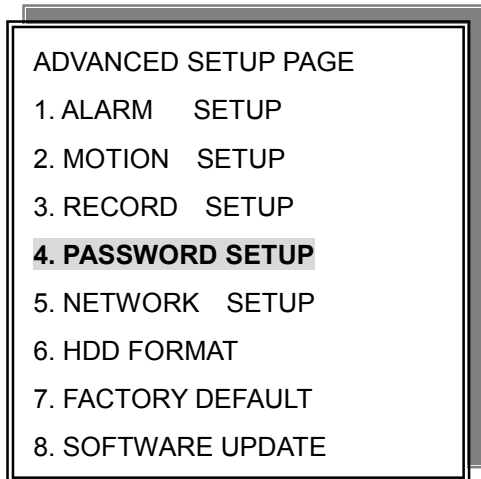 ADVANCED SETUP PAGE
1. ALARM SETUP
2. MOTION SETUP
3. RECORD SETUP
4. PASSWORD SETUP
5. NETWORK SETUP
6. HDD FORMAT
7. FACTORY DEFAULT
8. SOFTWARE UPDATE